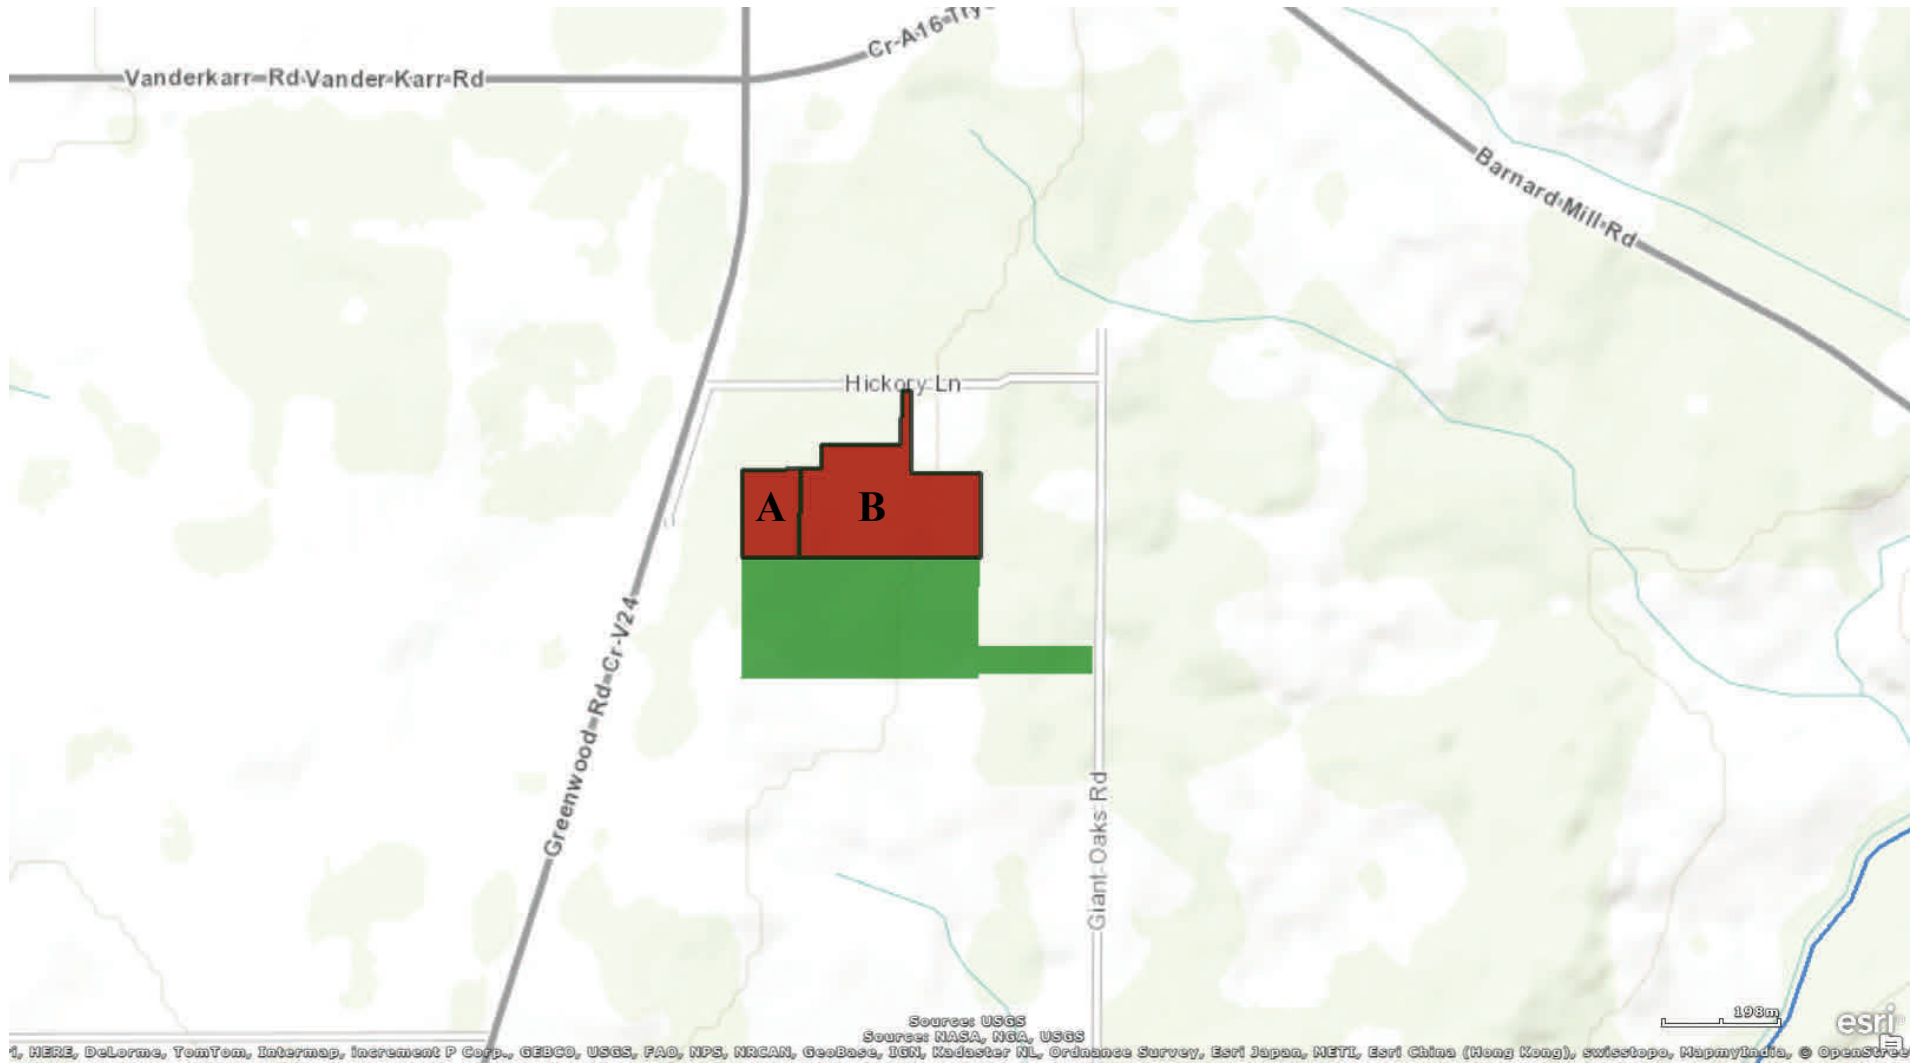 Cr-A16-Try
Vanderkarr-Rd-Vander-Karr-Rd
Barnard-Mill-Rd
Hickory Ln
A
B
Greenwood-Rd-Cr-V24
Giant-Oaks Rd
198m
esri
Source: USGS
Source: NASA, NGA, USGS
i, HERE, DeLorme, TomTom, Intermap, increment P Corp., GEBCO, USGS, FAO, NPS, NRCAN, GeoBase, IGN, Kadaster NL, Ordnance Survey, Esri Japan, METI, Esri China (Hong Kong), swisstopo, MapmyIndia, © OpenStree